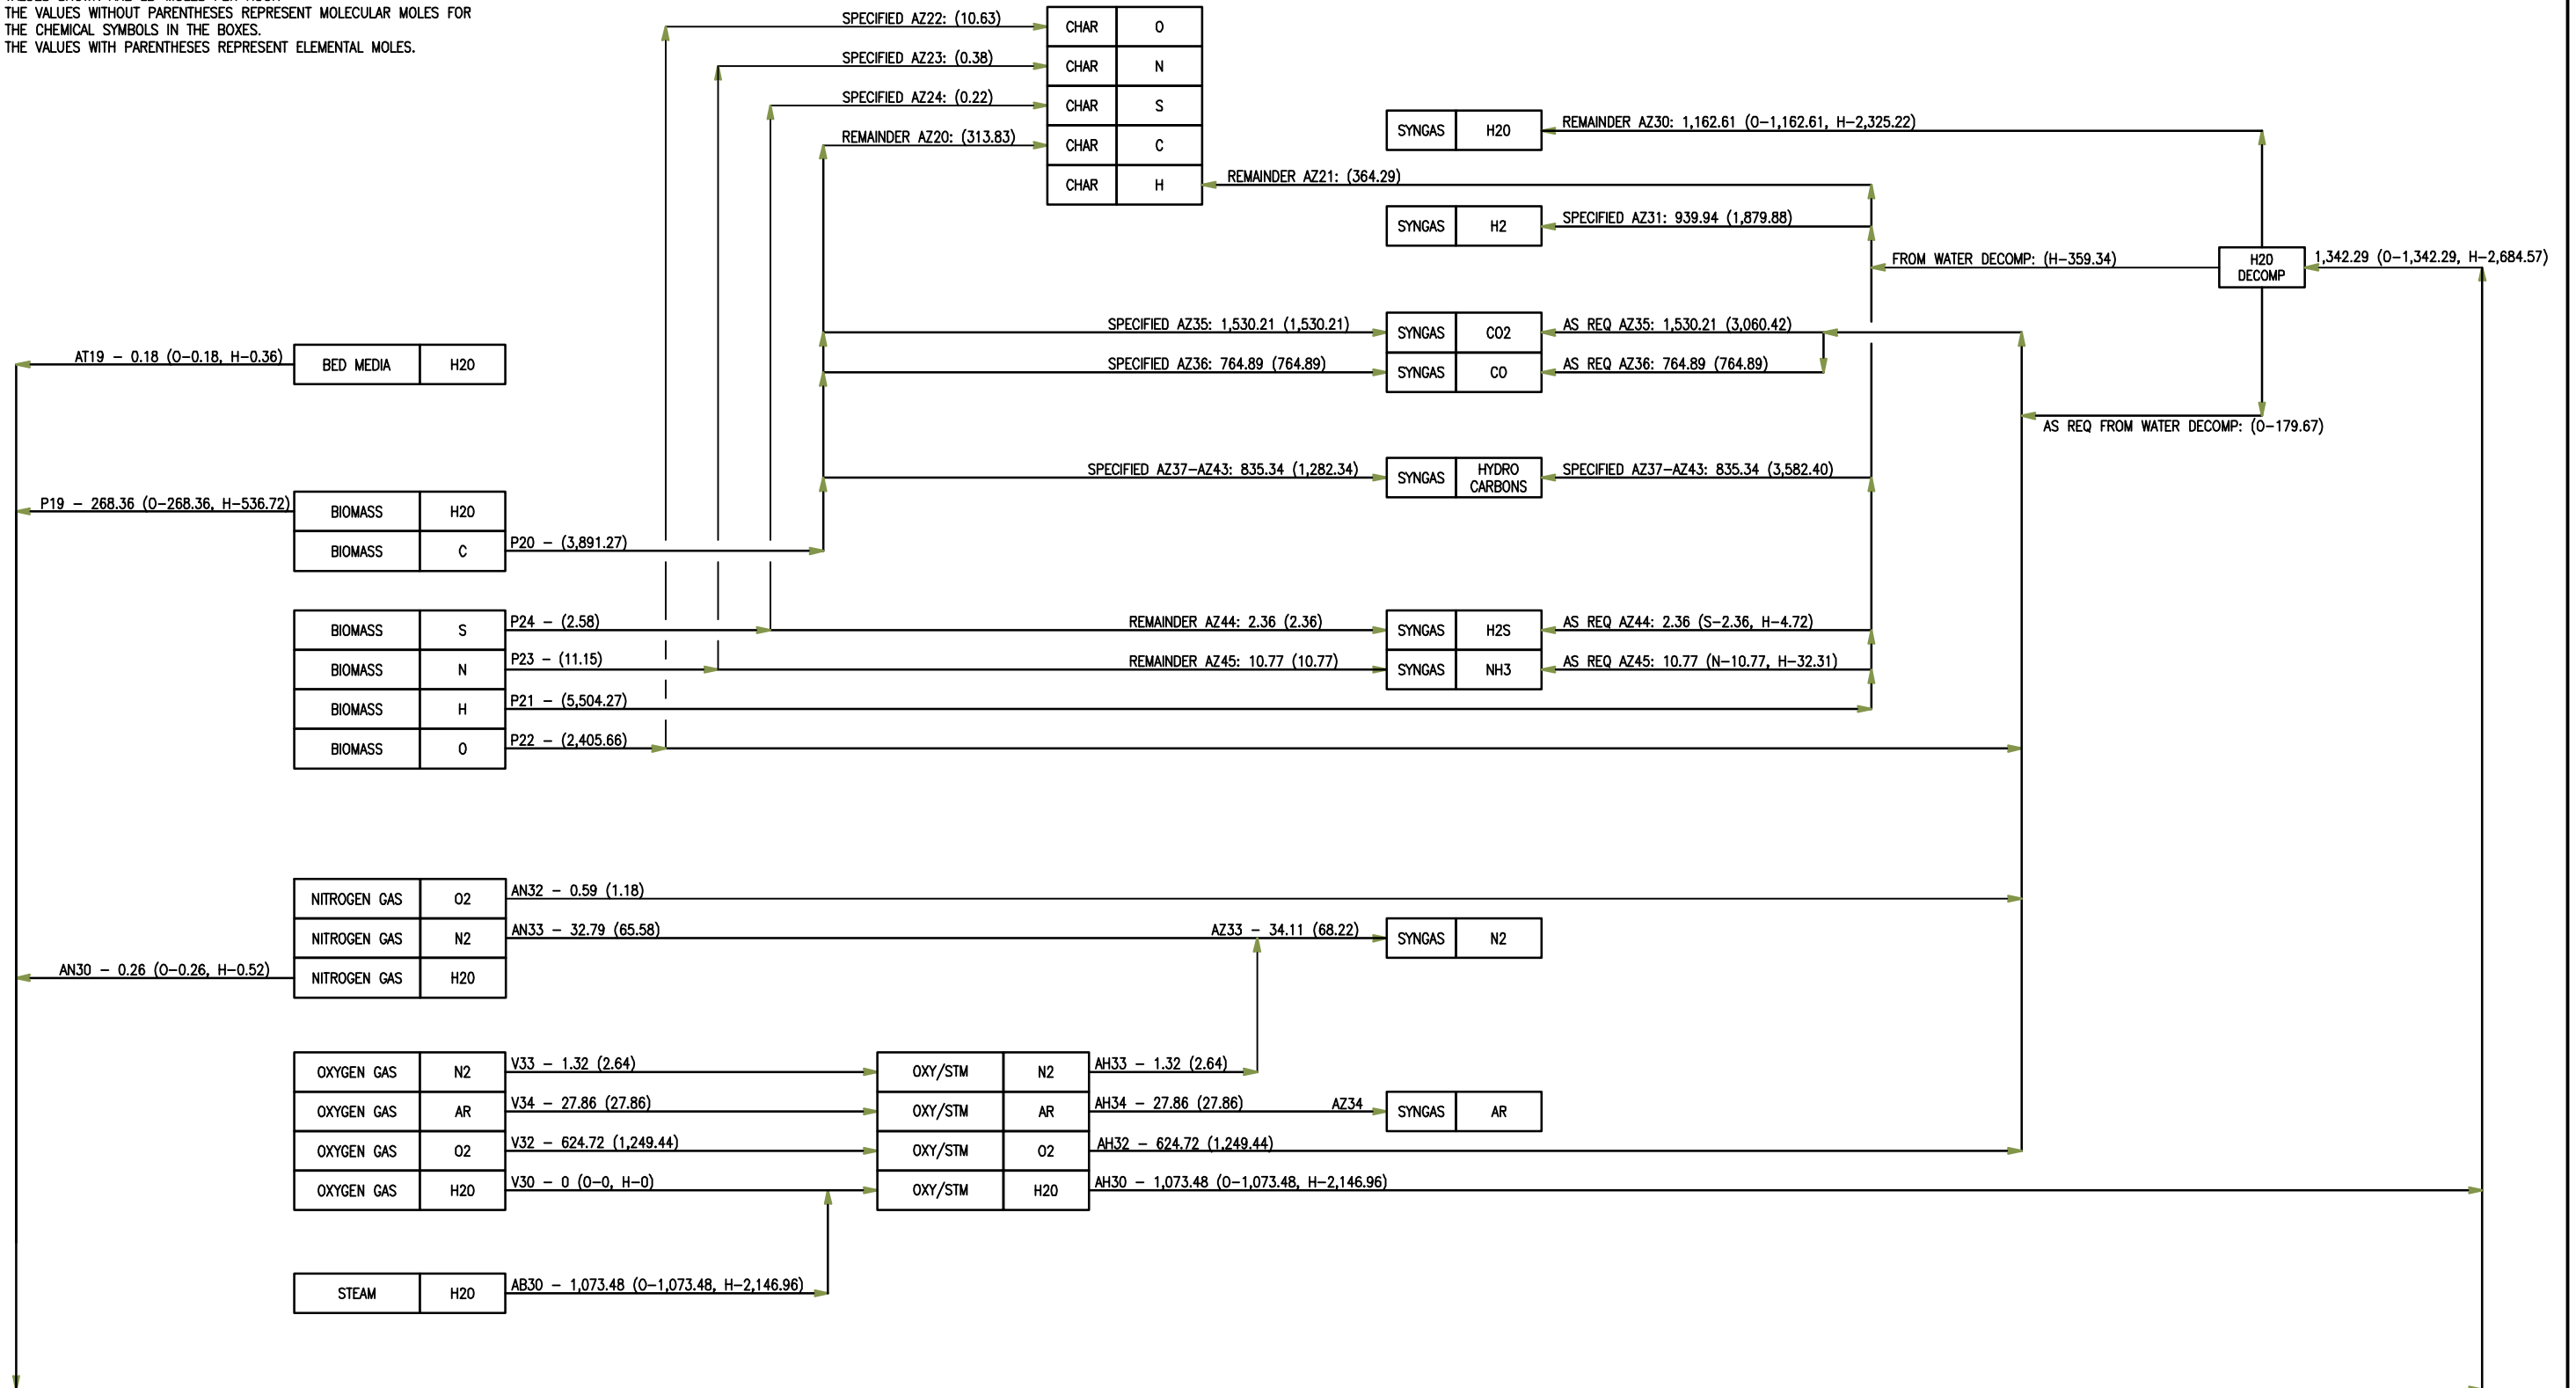 THE VALUES WITHOUT PARENTHESES REPRESENT MOLECULAR MOLES FOR
THE CHEMICAL SYMBOLS IN THE BOXES.
THE VALUES WITH PARENTHESES REPRESENT ELEMENTAL MOLES.
SPECIFIED AZ22: (10.63)
CHAR O
SPECIFIED AZ23: (0.38)
CHAR N
SPECIFIED AZ24: (0.22)
CHAR S
REMAINDER AZ20: (313.83)
CHAR C
CHAR H
REMAINDER AZ21: (364.29)
SYNGAS H2O
REMAINDER AZ30: 1,162.61 (O-1,162.61, H-2,325.22)
SYNGAS H2
SPECIFIED AZ31: 939.94 (1,879.88)
FROM WATER DECOMP: (H-359.34)
H2O
DECOMP
1,342.29 (O-1,342.29, H-2,684.57)
SPECIFIED AZ35: 1,530.21 (1,530.21)
SYNGAS CO2
AS REQ AZ35: 1,530.21 (3,060.42)
AT19 - 0.18 (O-0.18, H-0.36)
BED MEDIA H2O
SPECIFIED AZ36: 764.89 (764.89)
SYNGAS CO
AS REQ AZ36: 764.89 (764.89)
AS REQ FROM WATER DECOMP: (O-179.67)
SPECIFIED AZ37-AZ43: 835.34 (1,282.34)
SYNGAS HYDRO
CARBONS
SPECIFIED AZ37-AZ43: 835.34 (3,582.40)
P19 - 268.36 (O-268.36, H-536.72)
BIOMASS H2O
BIOMASS C
P20 - (3,891.27)
BIOMASS S
P24 - (2.58)
REMAINDER AZ44: 2.36 (2.36)
SYNGAS H2S
AS REQ AZ44: 2.36 (S-2.36, H-4.72)
BIOMASS N
P23 - (11.15)
REMAINDER AZ45: 10.77 (10.77)
SYNGAS NH3
AS REQ AZ45: 10.77 (N-10.77, H-32.31)
BIOMASS H
P21 - (5,504.27)
BIOMASS O
P22 - (2,405.66)
NITROGEN GAS O2
AN32 - 0.59 (1.18)
NITROGEN GAS N2
AN33 - 32.79 (65.58)
AZ33 - 34.11 (68.22)
SYNGAS N2
AN30 - 0.26 (O-0.26, H-0.52)
NITROGEN GAS H2O
OXYGEN GAS N2
V33 - 1.32 (2.64)
OXY/STM N2
AH33 - 1.32 (2.64)
OXYGEN GAS AR
V34 - 27.86 (27.86)
OXY/STM AR
AH34 - 27.86 (27.86)
AZ34
SYNGAS AR
OXYGEN GAS O2
V32 - 624.72 (1,249.44)
OXY/STM O2
AH32 - 624.72 (1,249.44)
OXYGEN GAS H2O
V30 - 0 (O-0, H-0)
OXY/STM H2O
AH30 - 1,073.48 (O-1,073.48, H-2,146.96)
STEAM H2O
AB30 - 1,073.48 (O-1,073.48, H-2,146.96)